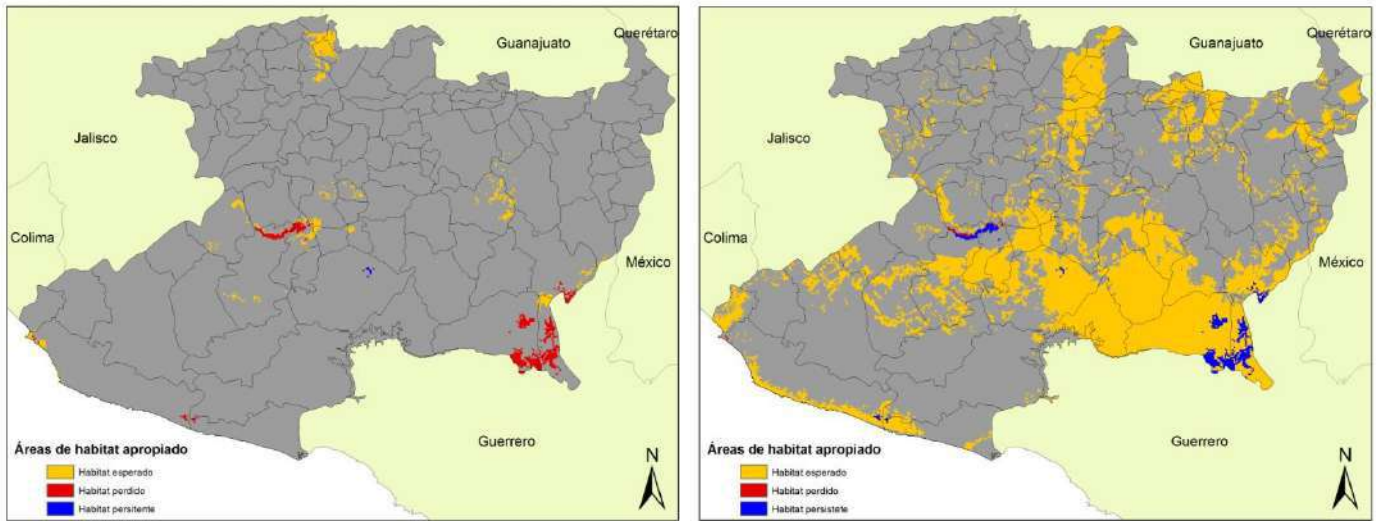 Guanajuato
Querétaro
Jalisco
Colima
México
Guerrero
Áreas de habitat apropiado
Habitat esperado
Habitat perdido
Habitat persitente
N
Guanajuato
Querétaro
Jalisco
Colima
México
Guerrero
Áreas de habitat apropiado
Habitat esperado
Habitat perdido
Habitat persistete
N